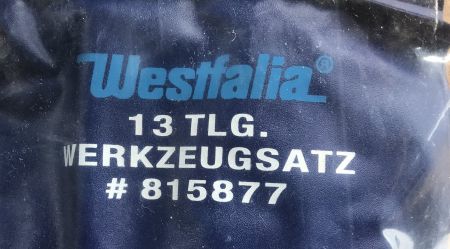 Westfalia®
13 TLG.
WERKZEUGSATZ
# 815877